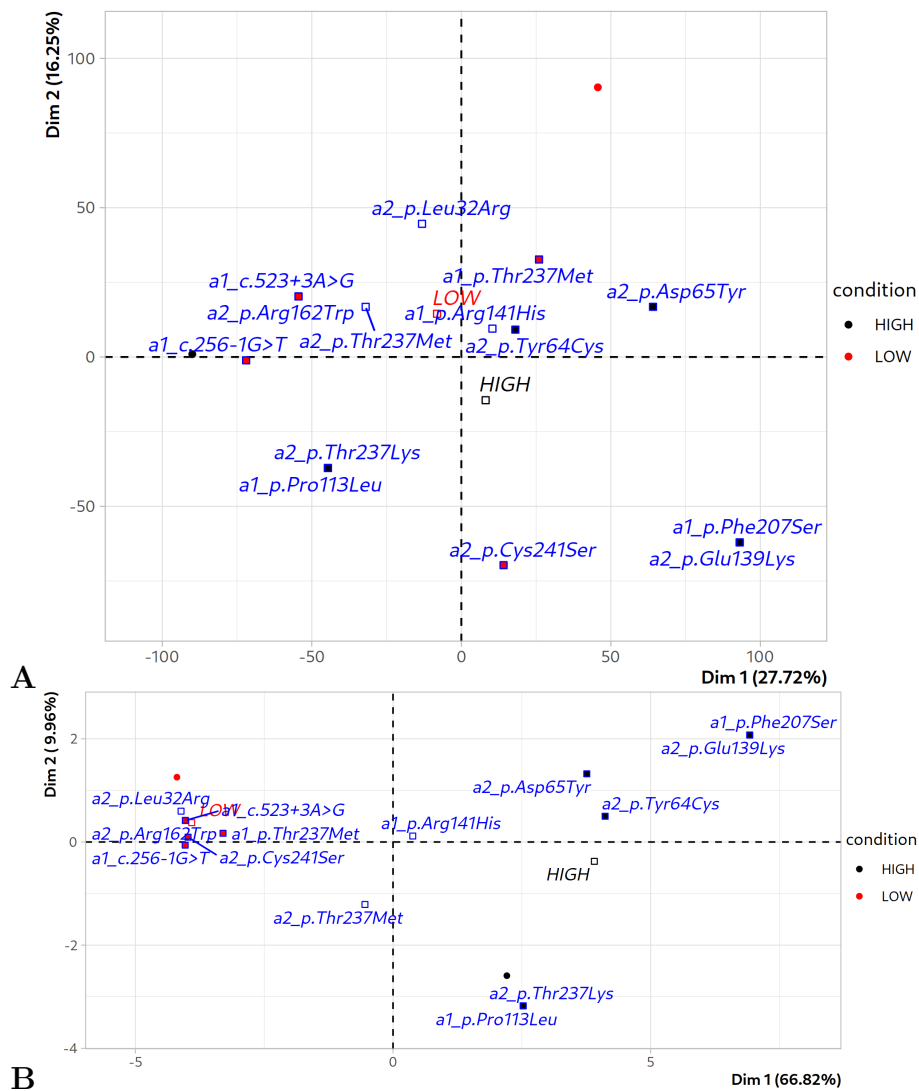 Dim 2 (16.25%)
100
50
0
-50
a2_p.Leu32Arg
a1_c.523+3A>G
a1_p.Thr237Met
a2_p.Asp65Tyr
LOW
a2_p.Arg162Trp
a1_p.Arg141His
a1_c.256-1G>T
a2_p.Thr237Met
a2_p.Tyr64Cys
HIGH
a2_p.Thr237Lys
a1_p.Pro113Leu
a2_p.Cys241Ser
a1_p.Phe207Ser
a2_p.Glu139Lys
condition
HIGH
LOW
-100
-50
0
50
100
Dim 1 (27.72%)
A
Dim 2 ( 9.96%)
2
0
-2
-4
a1_p.Phe207Ser
a2_p.Glu139Lys
a2_p.Asp65Tyr
a2_p.Leu32Arg
LOW
a1_c.523+3A>G
a2_p.Tyr64Cys
a1_p.Arg141His
a2_p.Arg162Trp
a1_p.Thr237Met
a1_c.256-1G>T
a2_p.Cys241Ser
HIGH
a2_p.Thr237Met
a2_p.Thr237Lys
a1_p.Pro113Leu
condition
HIGH
LOW
-5
0
5
Dim 1 (66.82%)
B